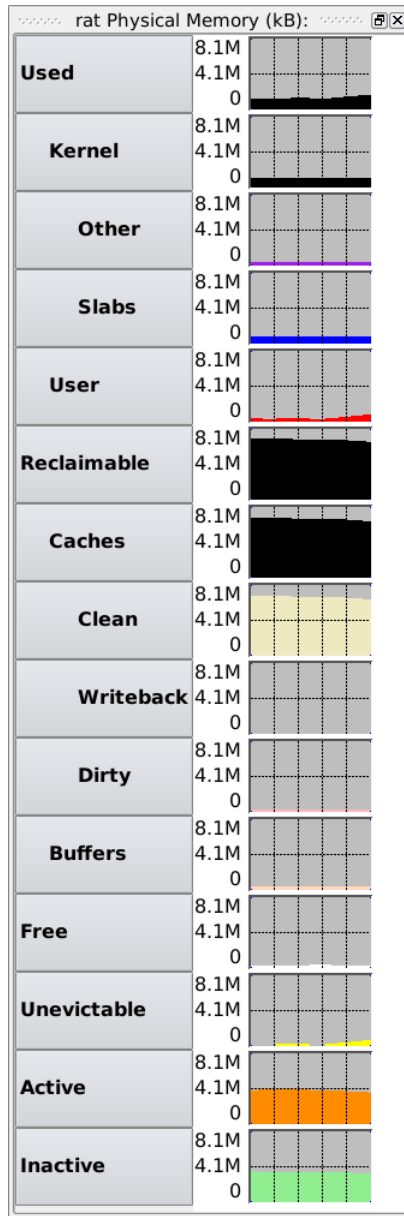 rat Physical Memory (kB):
8.1M
Used
4.1M
0
8.1M
Kernel
4.1M
0
8.1M
Other
4.1M
0
8.1M
Slabs
4.1M
0
8.1M
User
4.1M
0
8.1M
Reclaimable
4.1M
0
8.1M
Caches
4.1M
0
8.1M
Clean
4.1M
0
8.1M
Writeback
4.1M
0
8.1M
Dirty
4.1M
0
8.1M
Buffers
4.1M
0
8.1M
Free
4.1M
0
8.1M
Unevictable
4.1M
0
8.1M
Active
4.1M
0
8.1M
Inactive
4.1M
0